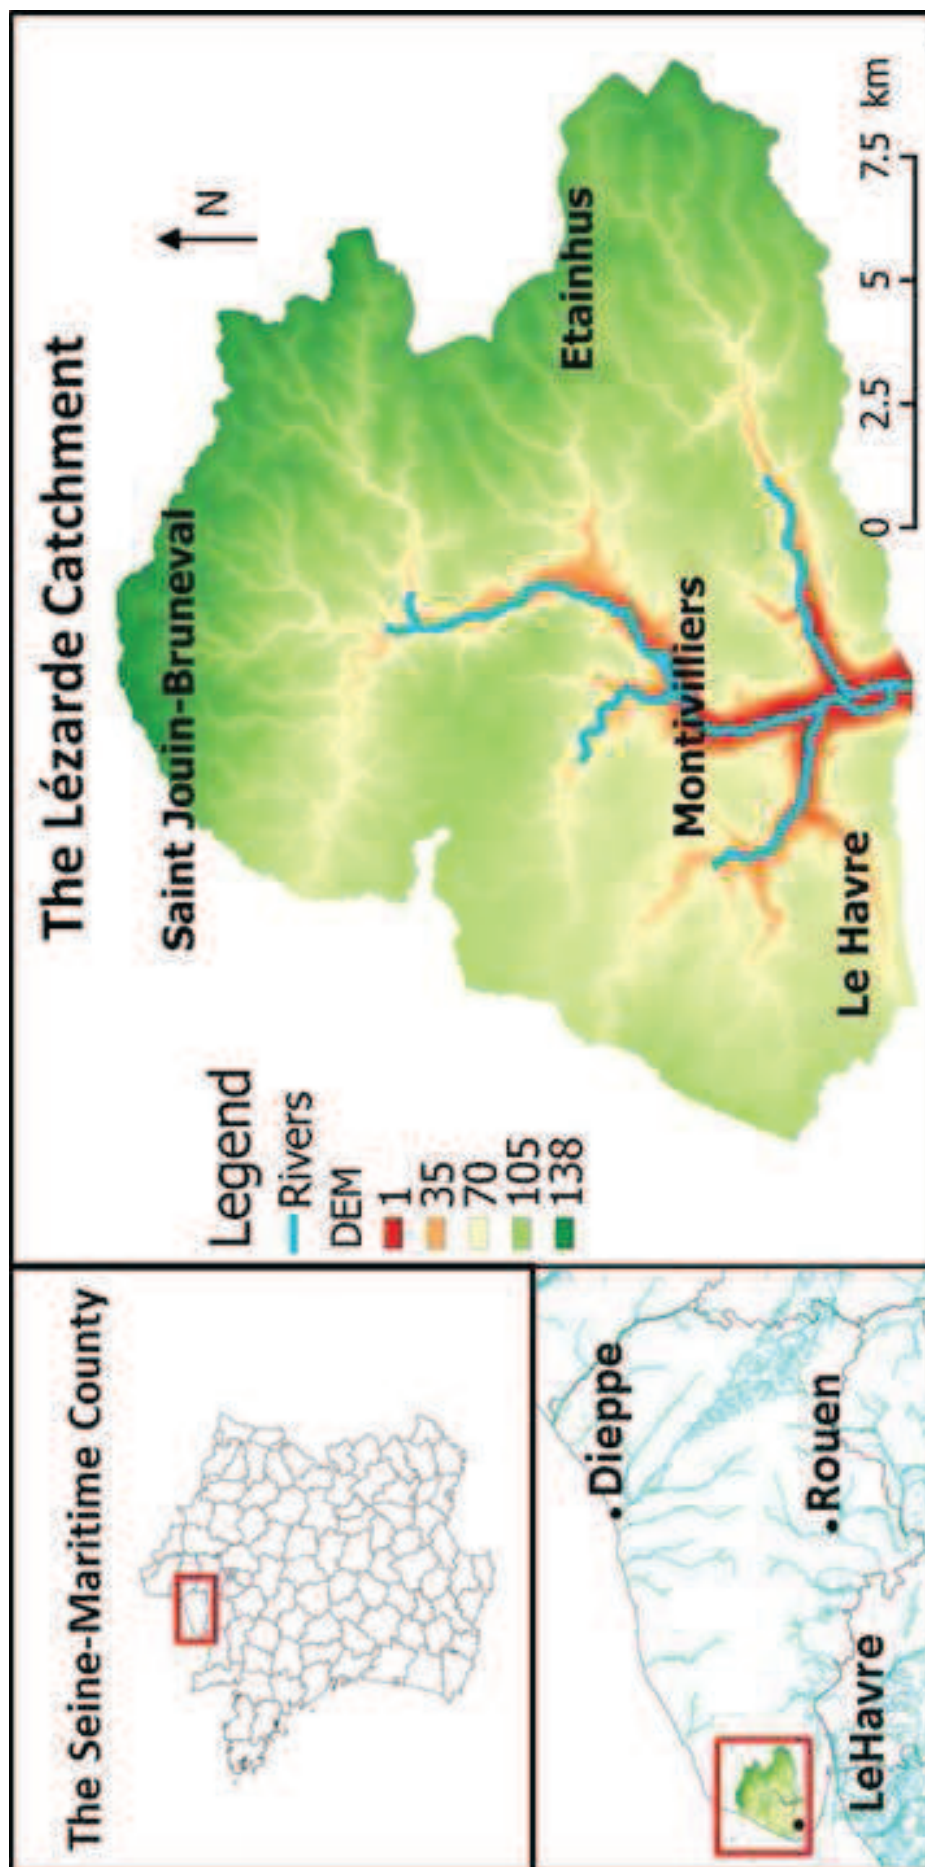 The Seine-Maritime County
Dieppe
Rouen
LeHavre
The Lézarde Catchment
N
Saint Jouin-Bruneval
Etainhus
Montivilliers
Le Havre
Legend
Rivers
DEM
1
35
70
105
138
0 2.5 5 7.5 km